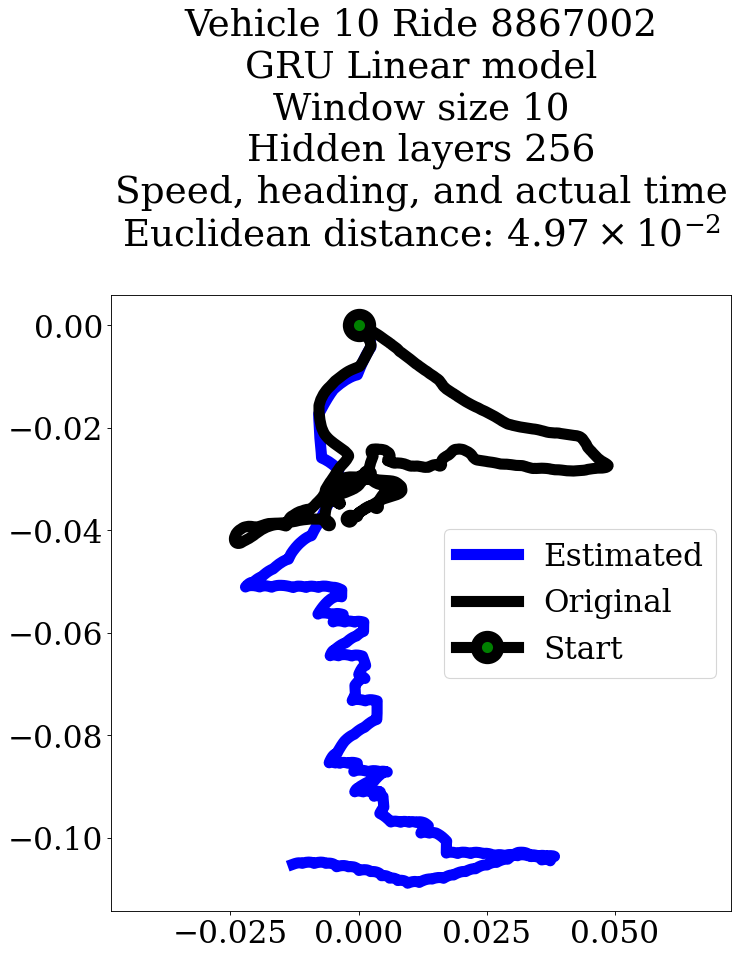 Vehicle 10 Ride 8867002
GRU Linear model
Window size 10
Hidden layers 256
Speed, heading, and actual time
Euclidean distance: 4.97 × 10⁻²
0.00
−0.02
−0.04
−0.06
−0.08
−0.10
Estimated
Original
Start
−0.025 0.000 0.025 0.050